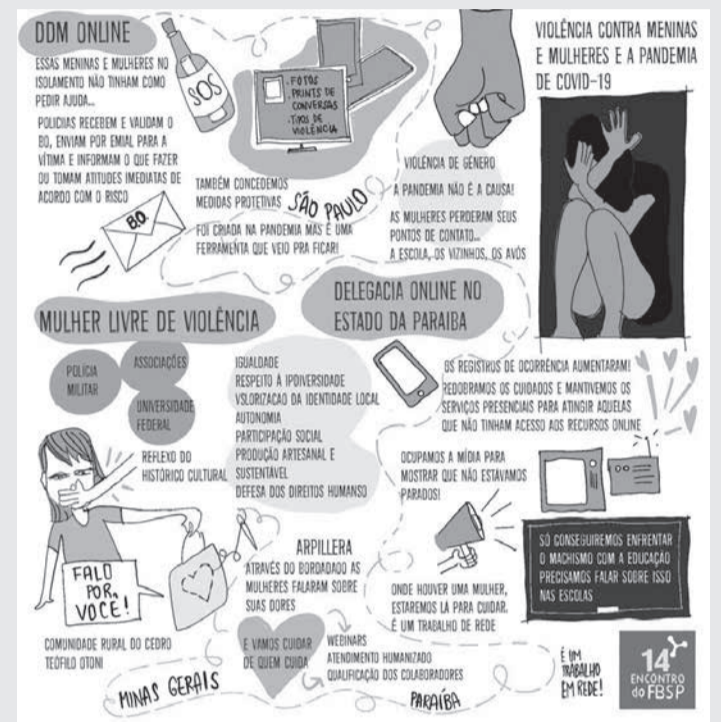 DDM ONLINE
ESSAS MENINAS E MULHERES NO
ISOLAMENTO NÃO TINHAM COMO
PEDIR AJUDA...
POLICIAS RECEBEM E VALIDAM O
BO, ENVIAM POR EMIAL PARA A
VÍTIMA E INFORMAM O QUE FAZER
OU TOMAM ATITUDES IMEDIATAS DE
ACORDO COM O RISCO
SOS
. FOTOS
. PRINTS DE
CONVERSAS
. TIPOS DE
VIOLÊNCIA
B.O.
TAMBÉM CONCEDEMOS
MEDIDAS PROTETIVAS
SÃO PAULO
FOI CRIADA NA PANDEMIA MAS É UMA
FERRAMENTA QUE VEIO PRA FICAR!
VIOLÊNCIA CONTRA MENINAS
E MULHERES E A PANDEMIA
DE COVID-19
VIOLÊNCIA DE GÊNERO
A PANDEMIA NÃO É A CAUSA!
AS MULHERES PERDERAM SEUS
PONTOS DE CONTATO...
A ESCOLA, OS VIZINHOS, OS AVÓS
MULHER LIVRE DE VIOLÊNCIA
POLÍCIA
MILITAR
ASSOCIAÇÕES
UNIVERSIDADE
FEDERAL
REFLEXO DO
HISTÓRICO CULTURAL
IGUALDADE
RESPEITO À IPDIVERSIDADE
VSLORIZACAO DA IDENTIDADE LOCAL
AUTONOMIA
PARTICIPAÇÃO SOCIAL
PRODUÇÃO ARTESANAL E
SUSTENTÁVEL
DEFESA DOS DIREITOS HUMANSO
FALO
POR
VOCÊ!
ARPILLERA
ATRAVÉS DO BORDADADO AS
MULHERES FALARAM SOBRE
SUAS DORES
COMUNIDADE RURAL DO CEDRO
TEÓFILO OTONI
E VAMOS CUIDAR
DE QUEM CUIDA
MINAS GERAIS
DELEGACIA ONLINE NO
ESTADO DA PARAIBA
OS REGISTROS DE OCORRÊNCIA AUMENTARAM!
REDOBRAMOS OS CUIDADOS E MANTIVEMOS OS
SERVIÇOS PRESENCIAIS PARA ATINGIR AQUELAS
QUE NÃO TINHAM ACESSO AOS RECURSOS ONLINE
OCUPAMOS A MÍDIA PARA
MOSTRAR QUE NÃO ESTÁVAMOS
PARADOS!
SÓ CONSEGUIREMOS ENFRENTAR
O MACHISMO COM A EDUCAÇÃO
PRECISAMOS FALAR SOBRE ISSO
NAS ESCOLAS
ONDE HOUVER UMA MULHER,
ESTAREMOS LÁ PARA CUIDAR.
É UM TRABALHO DE REDE
WEBINARS
ATENDIMENTO HUMANIZADO
QUALIFICAÇÃO DOS COLABORADORES
PARAÍBA
É UM
TRABALHO
EM REDE!
14
ENCONTRO
do FBSP